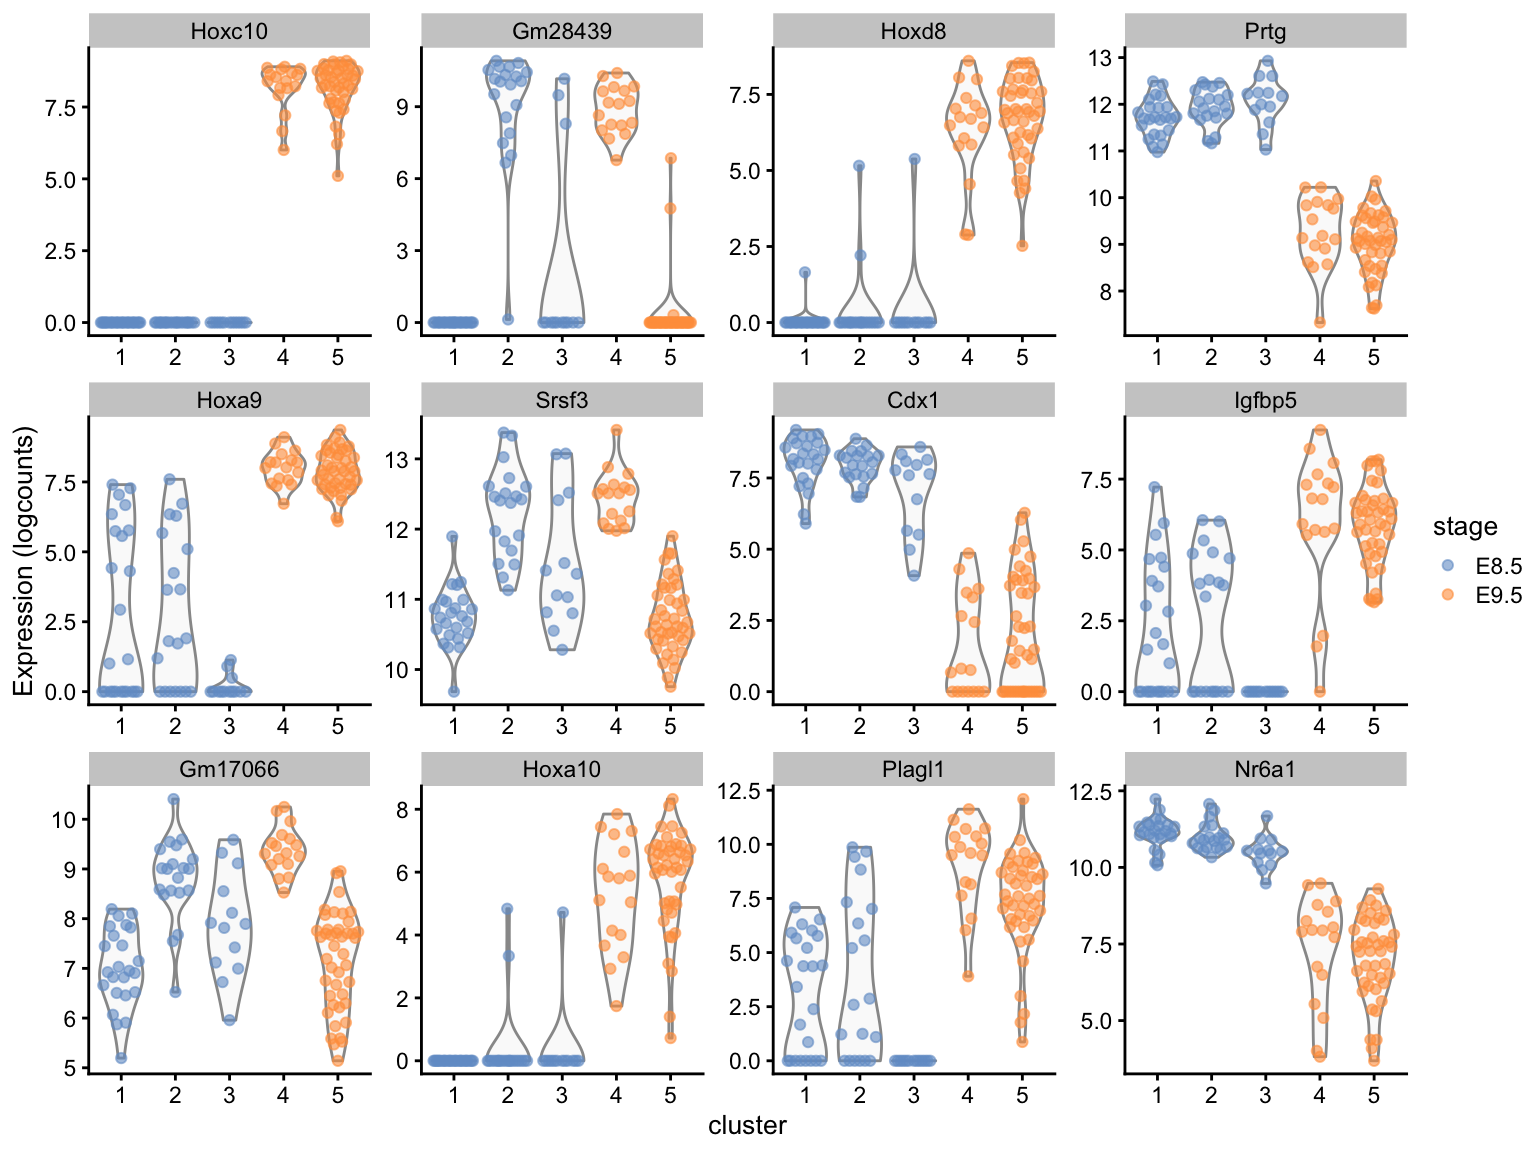 Hoxc10 Gm28439 Hoxd8 Prtg
7.5 5.0 2.5 0.0
9 6 3 0
7.5 5.0 2.5 0.0
13 12 11 10 9 8
1 2 3 4 5 1 2 3 4 5 1 2 3 4 5 1 2 3 4 5
Hoxa9 Srsf3 Cdx1 Igfbp5
7.5 5.0 2.5 0.0
13 12 11 10
7.5 5.0 2.5 0.0
7.5 5.0 2.5 0.0
1 2 3 4 5 1 2 3 4 5 1 2 3 4 5 1 2 3 4 5
Gm17066 Hoxa10 Plagl1 Nr6a1
10 9 8 7 6 5
8 6 4 2 0
12.5 10.0 7.5 5.0 2.5 0.0
12.5 10.0 7.5 5.0
1 2 3 4 5 1 2 3 4 5 1 2 3 4 5 1 2 3 4 5
Expression (logcounts)
cluster
stage
E8.5
E9.5